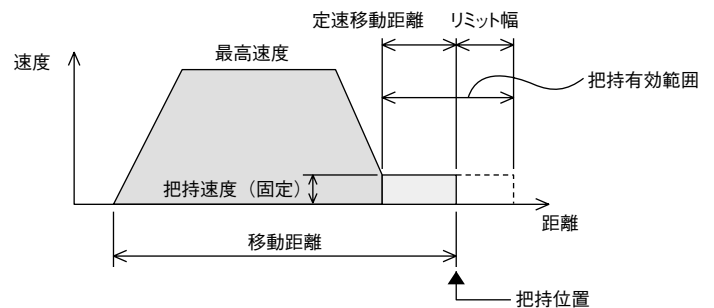 定速移動距離
リミット幅
最高速度
速度
把持有効範囲
把持速度（固定）
距離
移動距離
把持位置